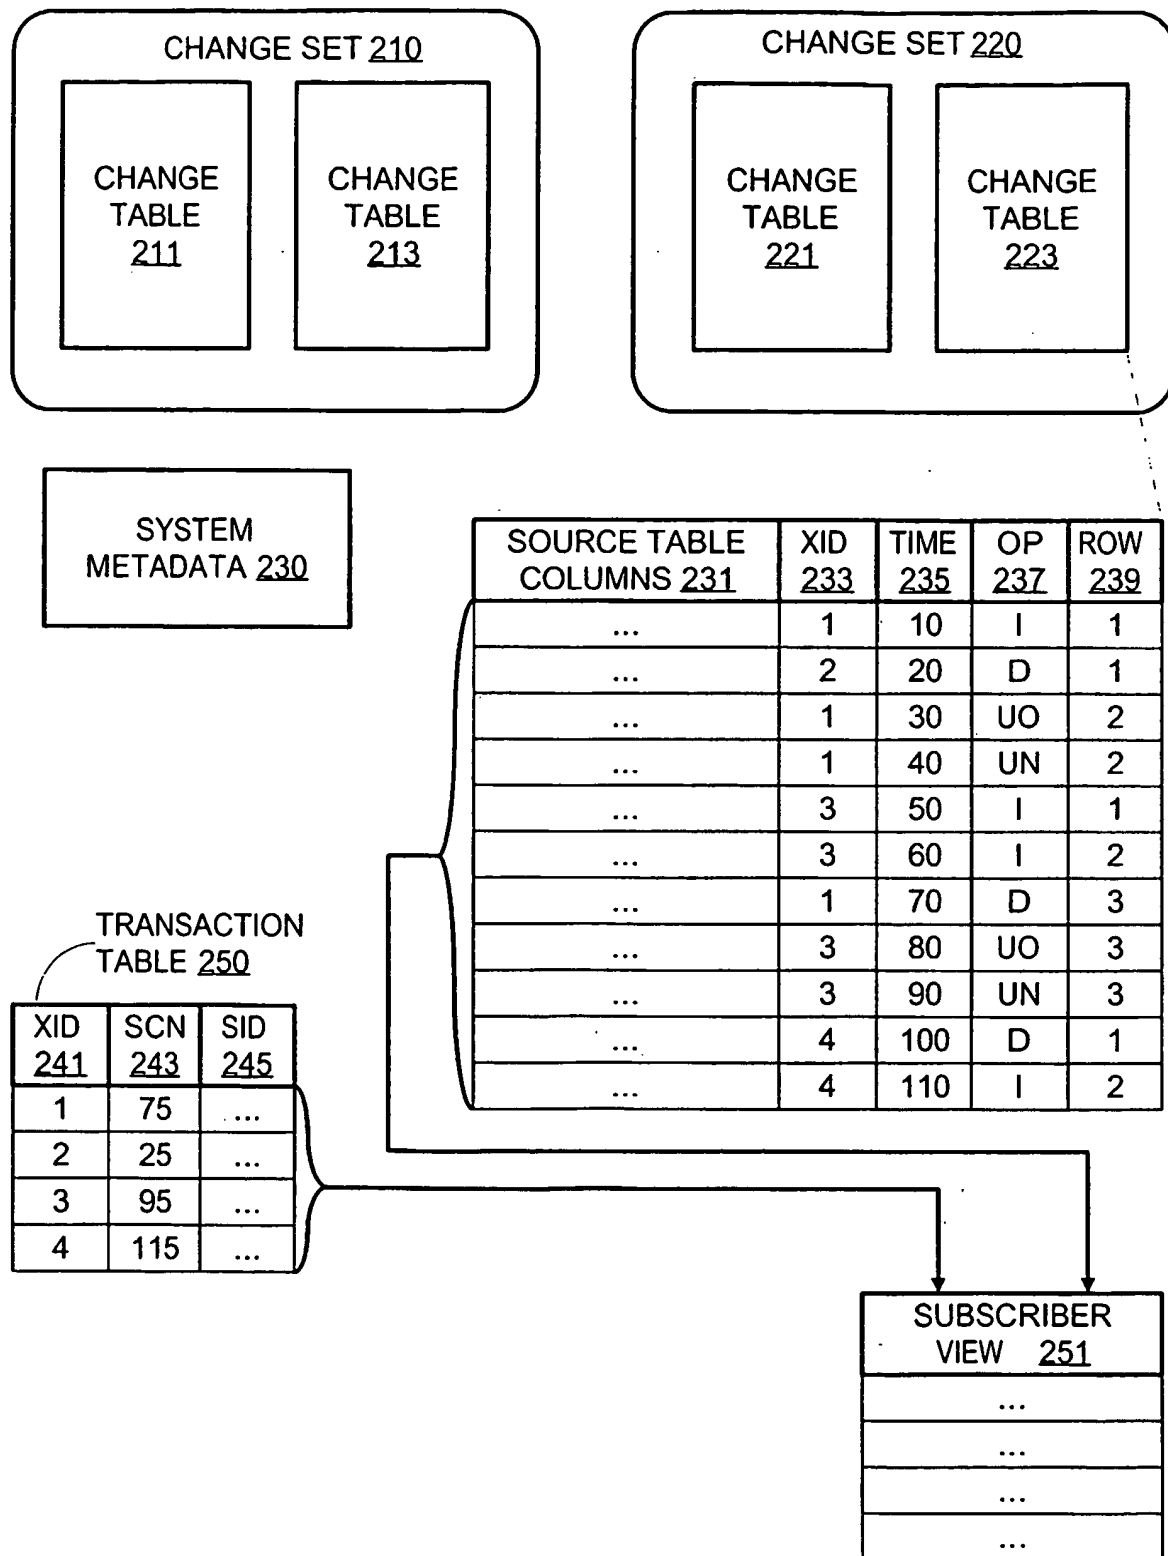 CHANGE SET 210
CHANGE
TABLE
211
CHANGE
TABLE
213
CHANGE SET 220
CHANGE
TABLE
221
CHANGE
TABLE
223
SYSTEM
METADATA 230
SOURCE TABLE
COLUMNS 231
XID
233
TIME
235
OP
237
ROW
239
... 1 10 I 1
... 2 20 D 1
... 1 30 UO 2
... 1 40 UN 2
... 3 50 I 1
... 3 60 I 2
... 1 70 D 3
... 3 80 UO 3
... 3 90 UN 3
... 4 100 D 1
... 4 110 I 2
TRANSACTION
TABLE 250
XID
241
SCN
243
SID
245
1 75 ...
2 25 ...
3 95 ...
4 115 ...
SUBSCRIBER
VIEW 251
...
...
...
...